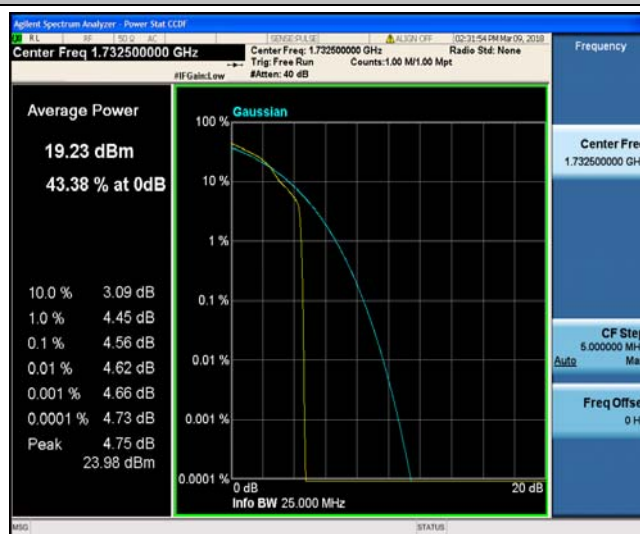 Agilent Spectrum Analyzer - Power Stat CCDF
RL RF 50 Ω AC SENSE:PULSE ALIGN OFF 02:31:54 PM Mar 09, 2018
Center Freq 1.732500000 GHz
Center Freq: 1.732500000 GHz Radio Std: None
Trig: Free Run Counts:1.00 M/1.00 Mpt
#IFGain:Low #Atten: 40 dB
Frequency
Average Power
19.23 dBm
43.38 % at 0dB
10.0 % 3.09 dB
1.0 % 4.45 dB
0.1 % 4.56 dB
0.01 % 4.62 dB
0.001 % 4.66 dB
0.0001 % 4.73 dB
Peak 4.75 dB
23.98 dBm
Gaussian
100 %
10 %
1 %
0.1 %
0.01 %
0.001 %
0.0001 %
0 dB 20 dB
Info BW 25.000 MHz
Center Fre
1.732500000 GH
CF Step
5.000000 MH
Auto Ma
Freq Offse
0 H
MSG STATUS